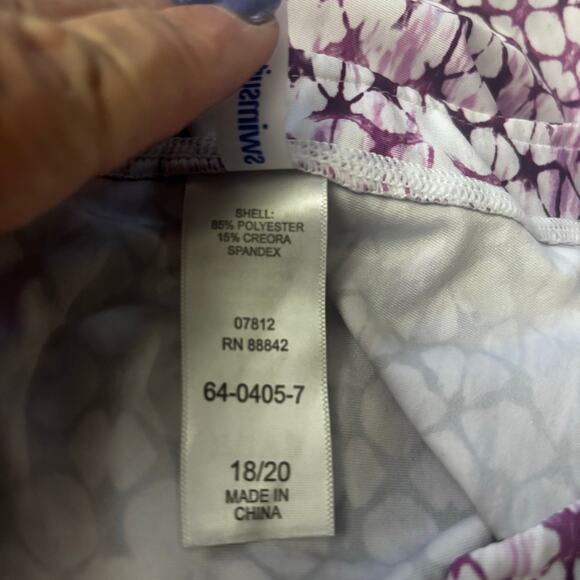 SHELL:
85% POLYESTER
15% CREORA
SPANDEX
07812
RN 88842
64-0405-7
18/20
MADE IN
CHINA